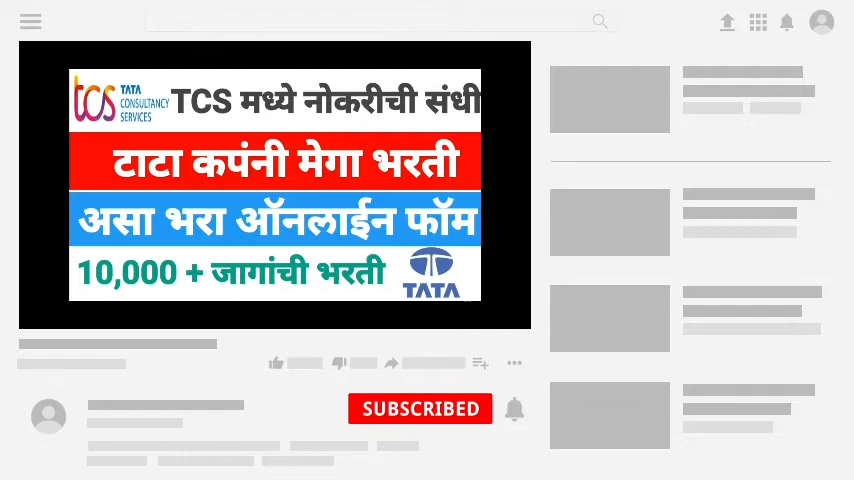 tcs TATA CONSULTANCY SERVICES
TCS मध्ये नोकरीची संधी
टाटा कपंनी मेगा भरती
असा भरा ऑनलाईन फॉम
10,000 + जागांची भरती
TATA
SUBSCRIBED